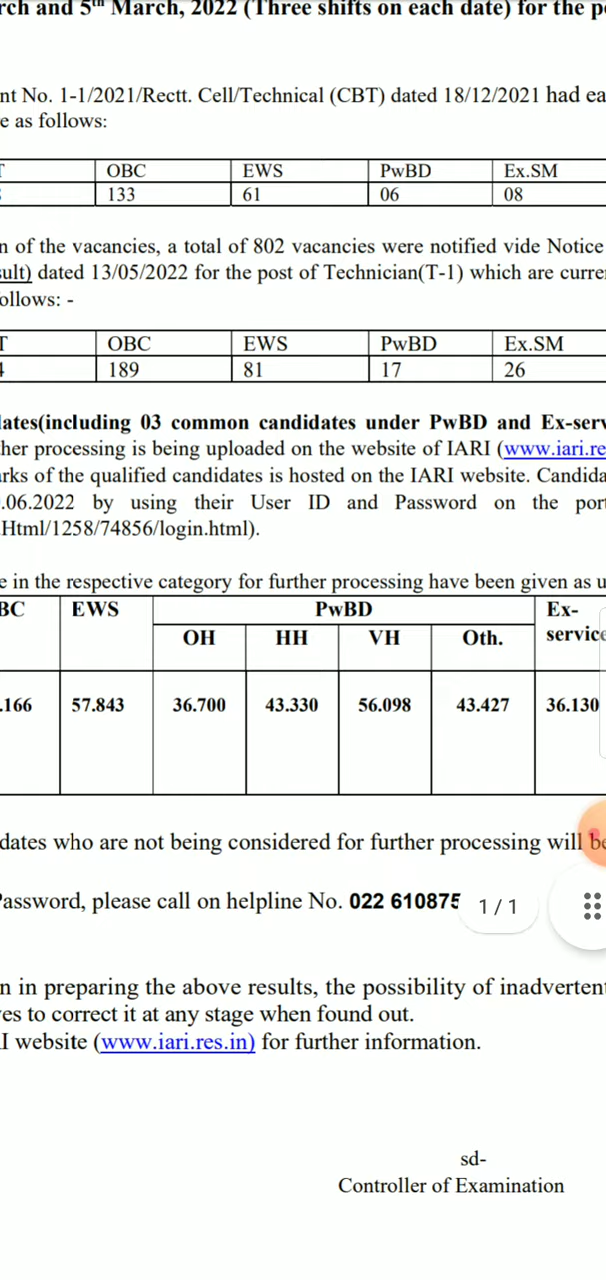 rch and 5th March, 2022 (Three shifts on each date) for the p
nt No. 1-1/2021/Rectt. Cell/Technical (CBT) dated 18/12/2021 had ea
e as follows:
OBC EWS PwBD Ex.SM
133 61 06 08
n of the vacancies, a total of 802 vacancies were notified vide Notice
sult) dated 13/05/2022 for the post of Technician(T-1) which are curre
ollows: -
T OBC EWS PwBD Ex.SM
4 189 81 17 26
lates(including 03 common candidates under PwBD and Ex-serv
her processing is being uploaded on the website of IARI (www.iari.re
rks of the qualified candidates is hosted on the IARI website. Candida
.06.2022 by using their User ID and Password on the port
Html/1258/74856/login.html).
e in the respective category for further processing have been given as u
BC EWS PwBD Ex-
OH HH VH Oth. service
.166 57.843 36.700 43.330 56.098 43.427 36.130
dates who are not being considered for further processing will be
Password, please call on helpline No. 022 610875 1 / 1
n in preparing the above results, the possibility of inadvertent
es to correct it at any stage when found out.
I website (www.iari.res.in) for further information.
sd-
Controller of Examination